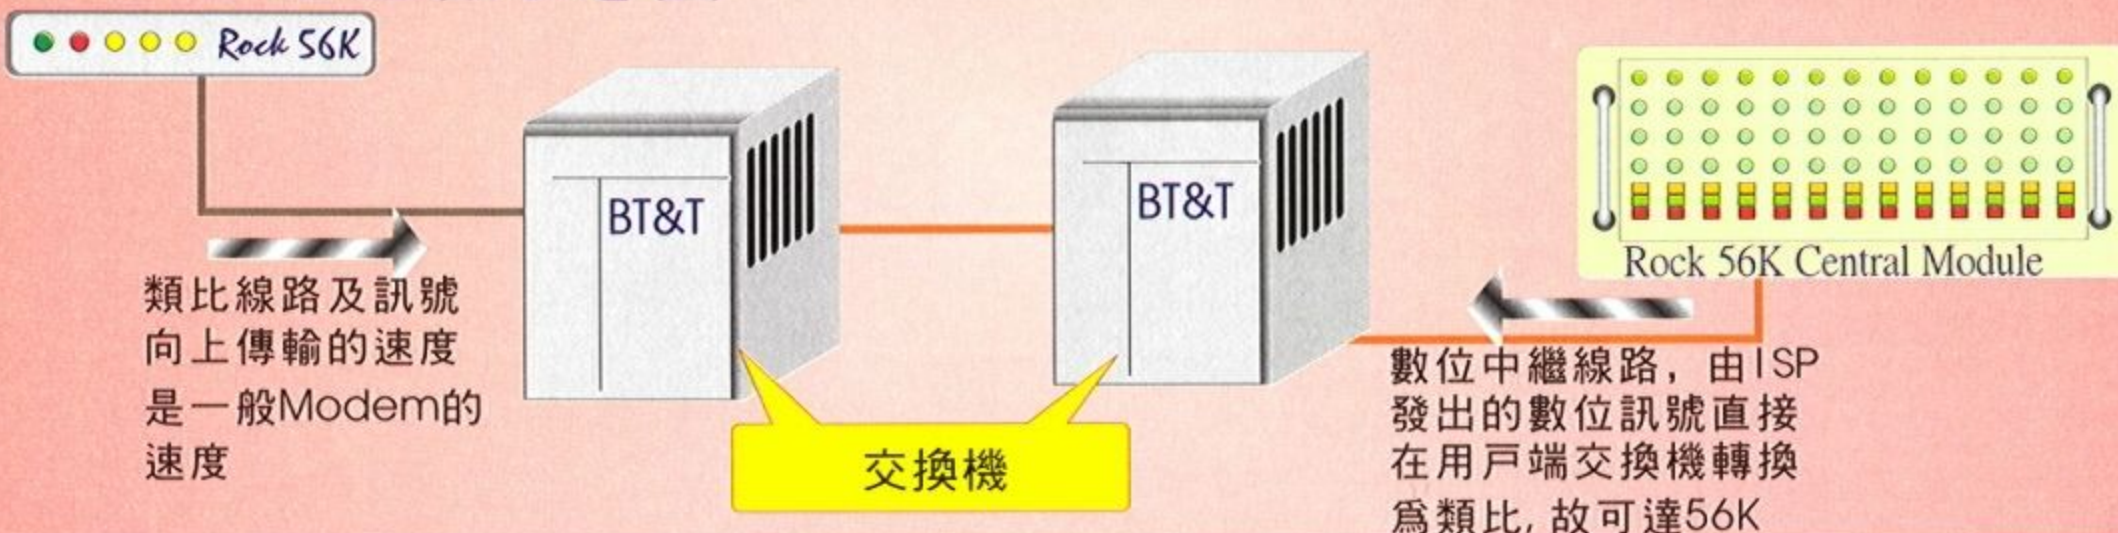 Rock 56K
BT&T
BT&T
Rock 56K Central Module
類比線路及訊號
向上傳輸的速度
是一般Modem的
速度
交換機
數位中繼線路, 由ISP
發出的數位訊號直接
在用戶端交換機轉換
為類比, 故可達56K